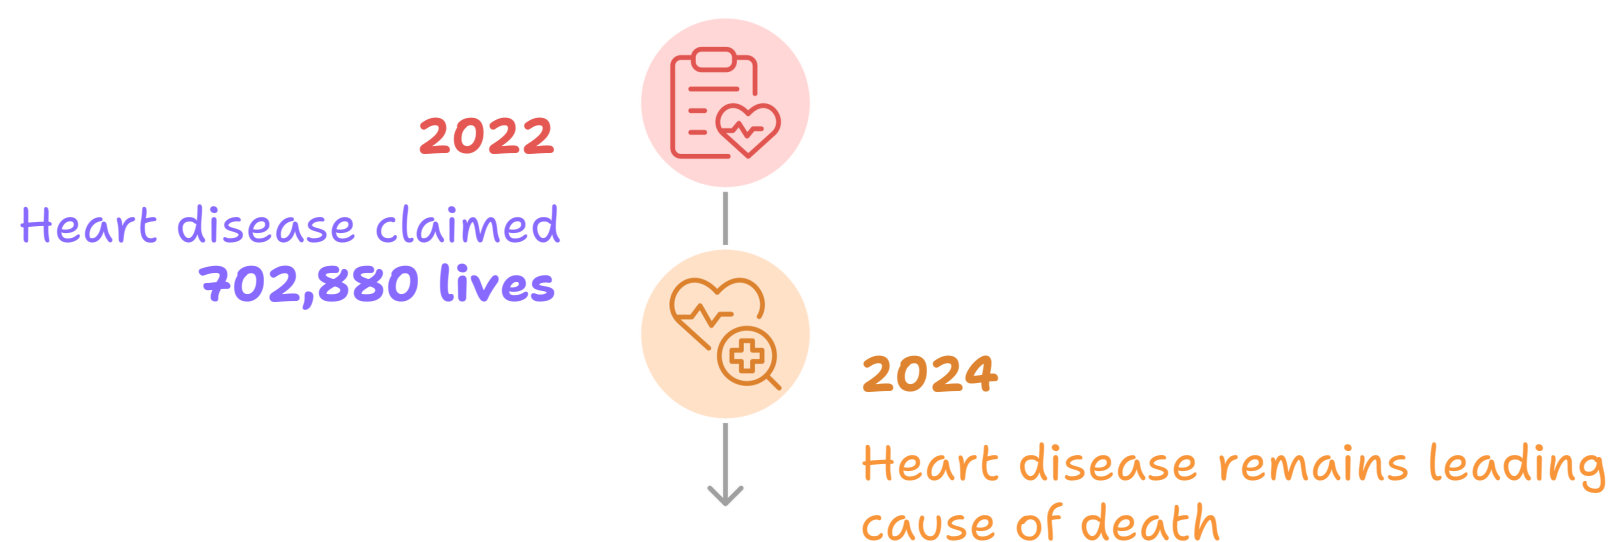 2022
Heart disease claimed
702,880 lives
2024
Heart disease remains leading
cause of death